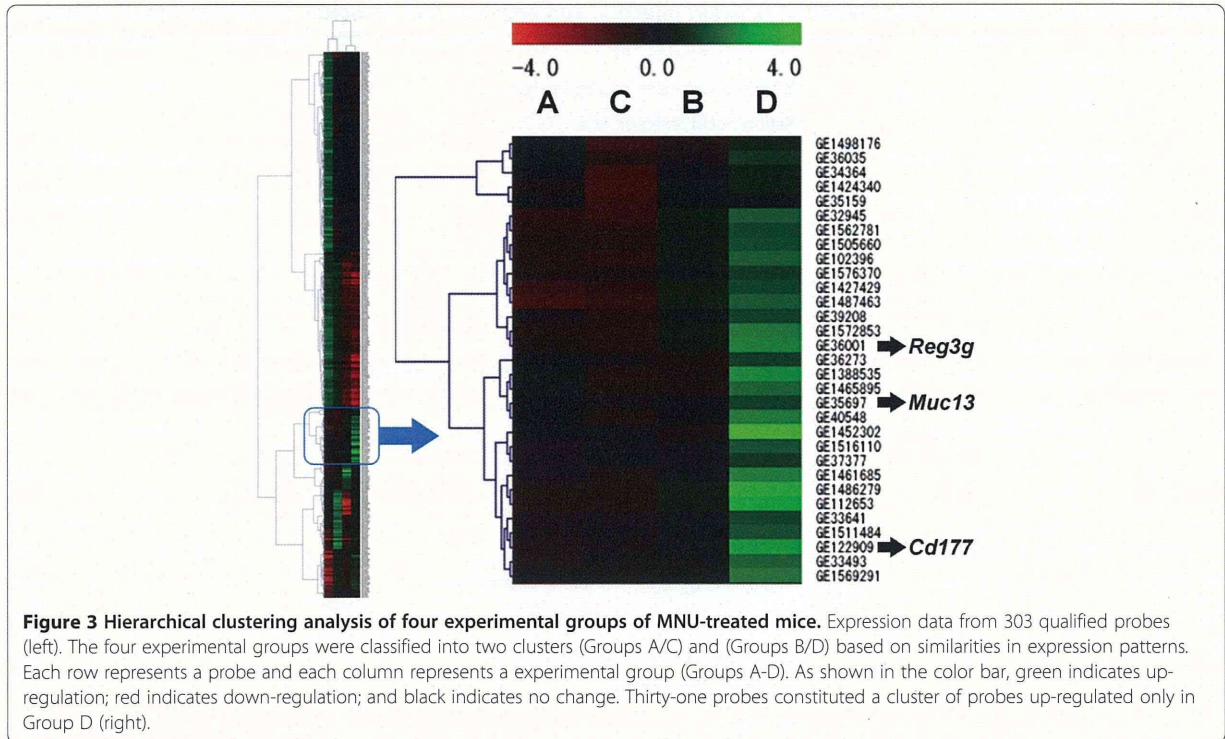 -4.0 0.0 4.0
A C B D
GE1498176
GE36035
GE34364
GE1424340
GE35159
GE32945
GE1562781
GE1505660
GE102396
GE1576370
GE1427429
GE1487463
GE39208
GE1572853
GE36001 Reg3g
GE36273
GE1388535
GE1465895
GE35697 Muc13
GE40548
GE1452302
GE1516110
GE37377
GE1461685
GE1486279
GE112653
GE33641
GE1511484
GE122909 Cd177
GE33493
GE1569291
Figure 3 Hierarchical clustering analysis of four experimental groups of MNU-treated mice. Expression data from 303 qualified probes
(left). The four experimental groups were classified into two clusters (Groups A/C) and (Groups B/D) based on similarities in expression patterns.
Each row represents a probe and each column represents a experimental group (Groups A-D). As shown in the color bar, green indicates up-
regulation; red indicates down-regulation; and black indicates no change. Thirty-one probes constituted a cluster of probes up-regulated only in
Group D (right).